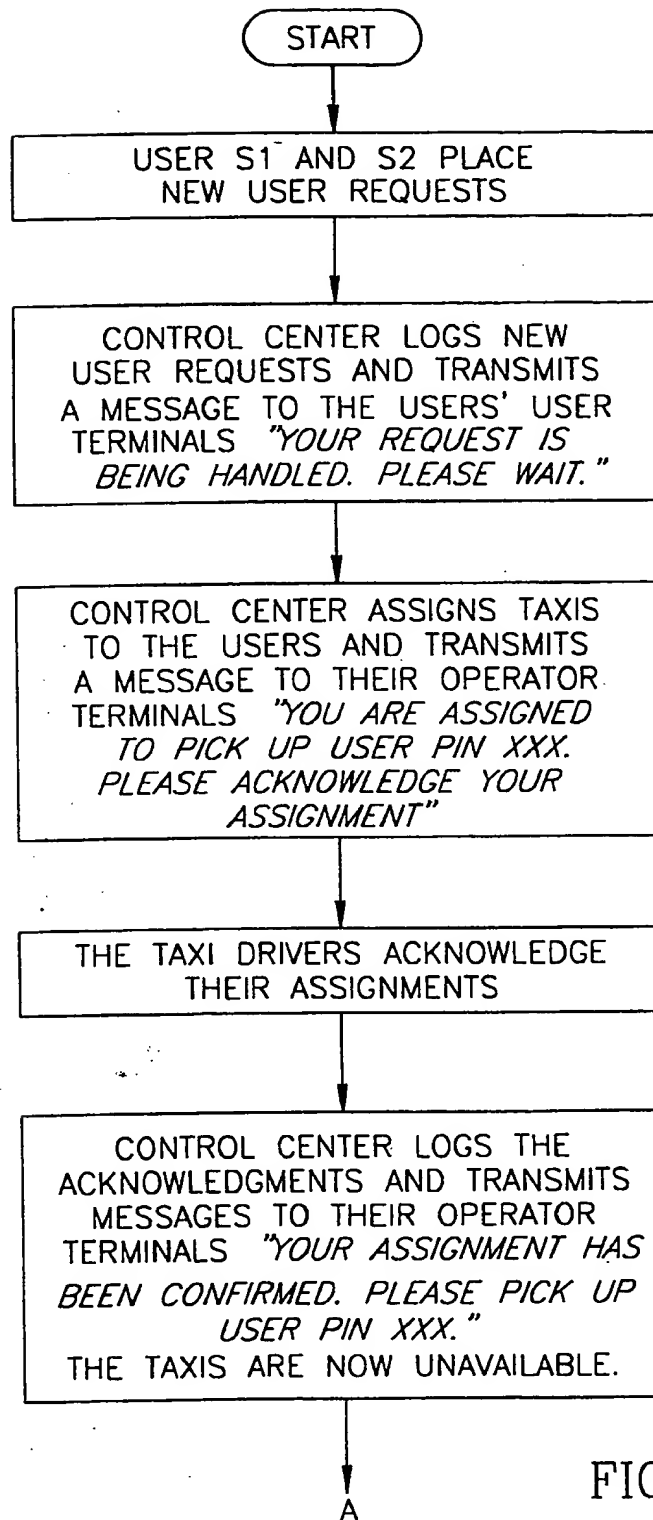 START
USER S1 AND S2 PLACE
NEW USER REQUESTS
CONTROL CENTER LOGS NEW
USER REQUESTS AND TRANSMITS
A MESSAGE TO THE USERS' USER
TERMINALS "YOUR REQUEST IS
BEING HANDLED. PLEASE WAIT."
CONTROL CENTER ASSIGNS TAXIS
TO THE USERS AND TRANSMITS
A MESSAGE TO THEIR OPERATOR
TERMINALS "YOU ARE ASSIGNED
TO PICK UP USER PIN XXX.
PLEASE ACKNOWLEDGE YOUR
ASSIGNMENT"
THE TAXI DRIVERS ACKNOWLEDGE
THEIR ASSIGNMENTS
CONTROL CENTER LOGS THE
ACKNOWLEDGMENTS AND TRANSMITS
MESSAGES TO THEIR OPERATOR
TERMINALS "YOUR ASSIGNMENT HAS
BEEN CONFIRMED. PLEASE PICK UP
USER PIN XXX."
THE TAXIS ARE NOW UNAVAILABLE.
A
FIG